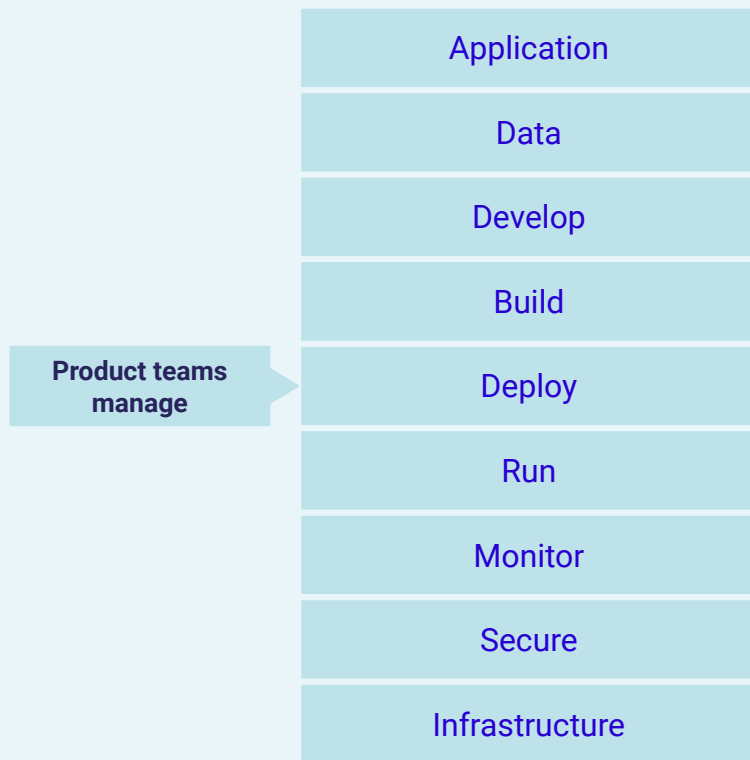 Application
Data
Develop
Build
Product teams
manage
Deploy
Run
Monitor
Secure
Infrastructure